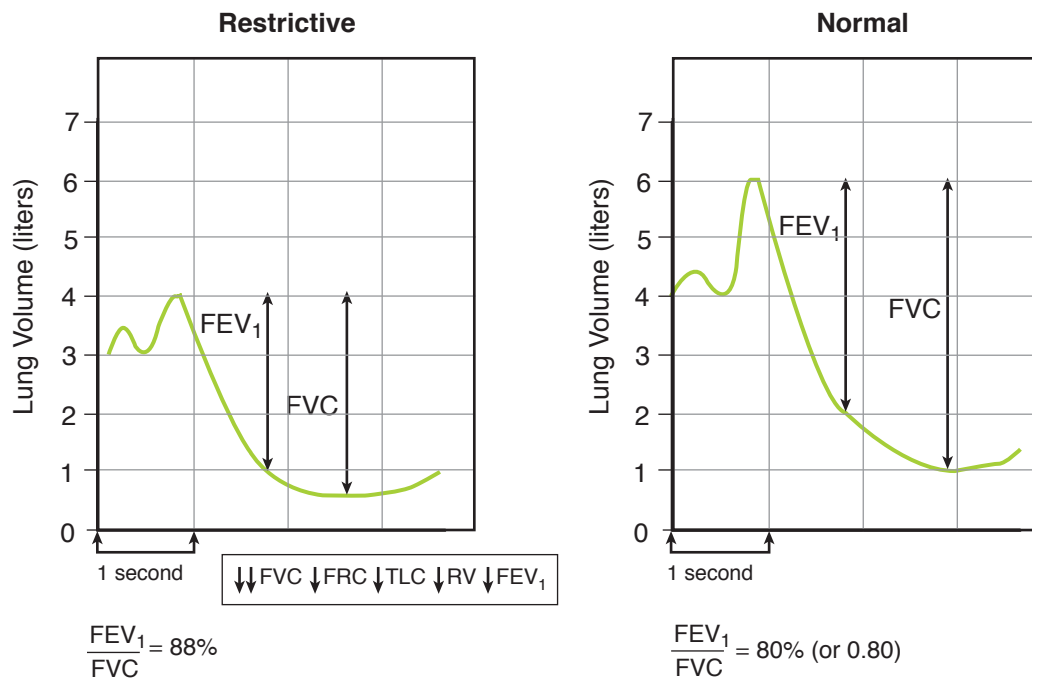 Restrictive
Lung Volume (liters)
7
6
5
4
3
2
1
0
FEV₁
FVC
1 second
↓↓FVC ↓FRC ↓TLC ↓RV ↓FEV₁
FEV₁
FVC
= 88%
Normal
Lung Volume (liters)
7
6
5
4
3
2
1
0
FEV₁
FVC
1 second
FEV₁
FVC
= 80% (or 0.80)